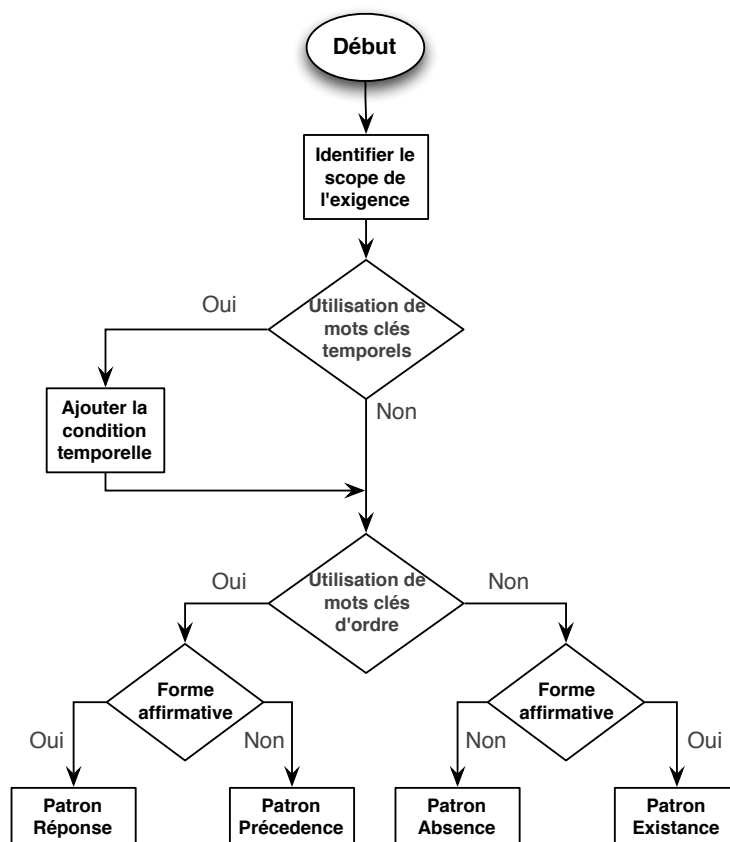 Début
Identifier le
scope de
l'exigence
Oui
Utilisation de
mots clés
temporels
Non
Ajouter la
condition
temporelle
Oui
Utilisation de
mots clés
d'ordre
Non
Forme
affirmative
Forme
affirmative
Oui
Non
Non
Oui
Patron
Réponse
Patron
Précedence
Patron
Absence
Patron
Existance